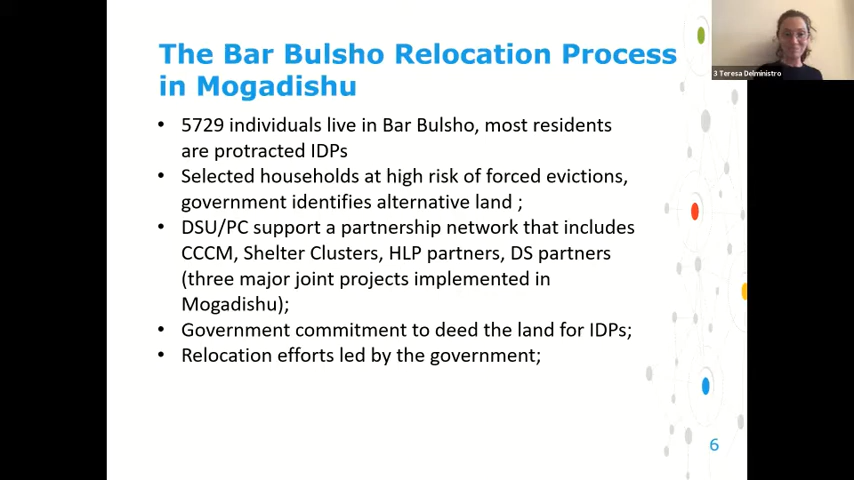 The Bar Bulsho Relocation Process
in Mogadishu
• 5729 individuals live in Bar Bulsho, most residents
are protracted IDPs
• Selected households at high risk of forced evictions,
government identifies alternative land ;
• DSU/PC support a partnership network that includes
CCCM, Shelter Clusters, HLP partners, DS partners
(three major joint projects implemented in
Mogadishu);
• Government commitment to deed the land for IDPs;
• Relocation efforts led by the government;
6
3 Teresa Delministro